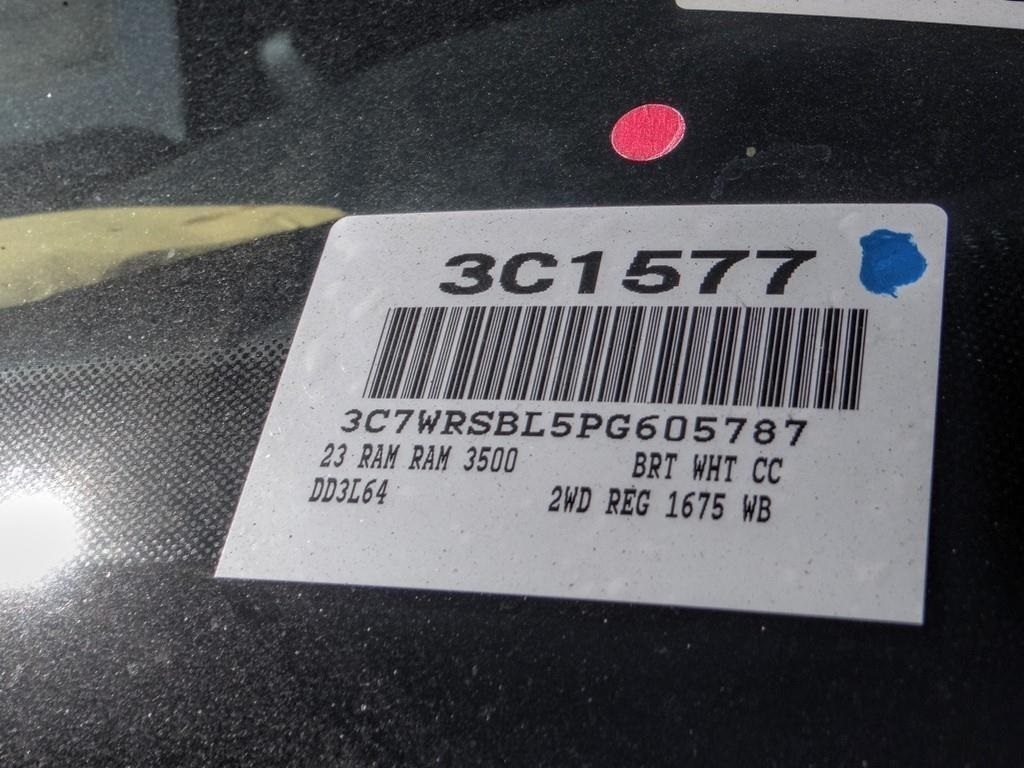 3C1577
3C7WRSBL5PG605787
23 RAM RAM 3500 BRT WHT CC
DD3L64 2WD REG 1675 WB